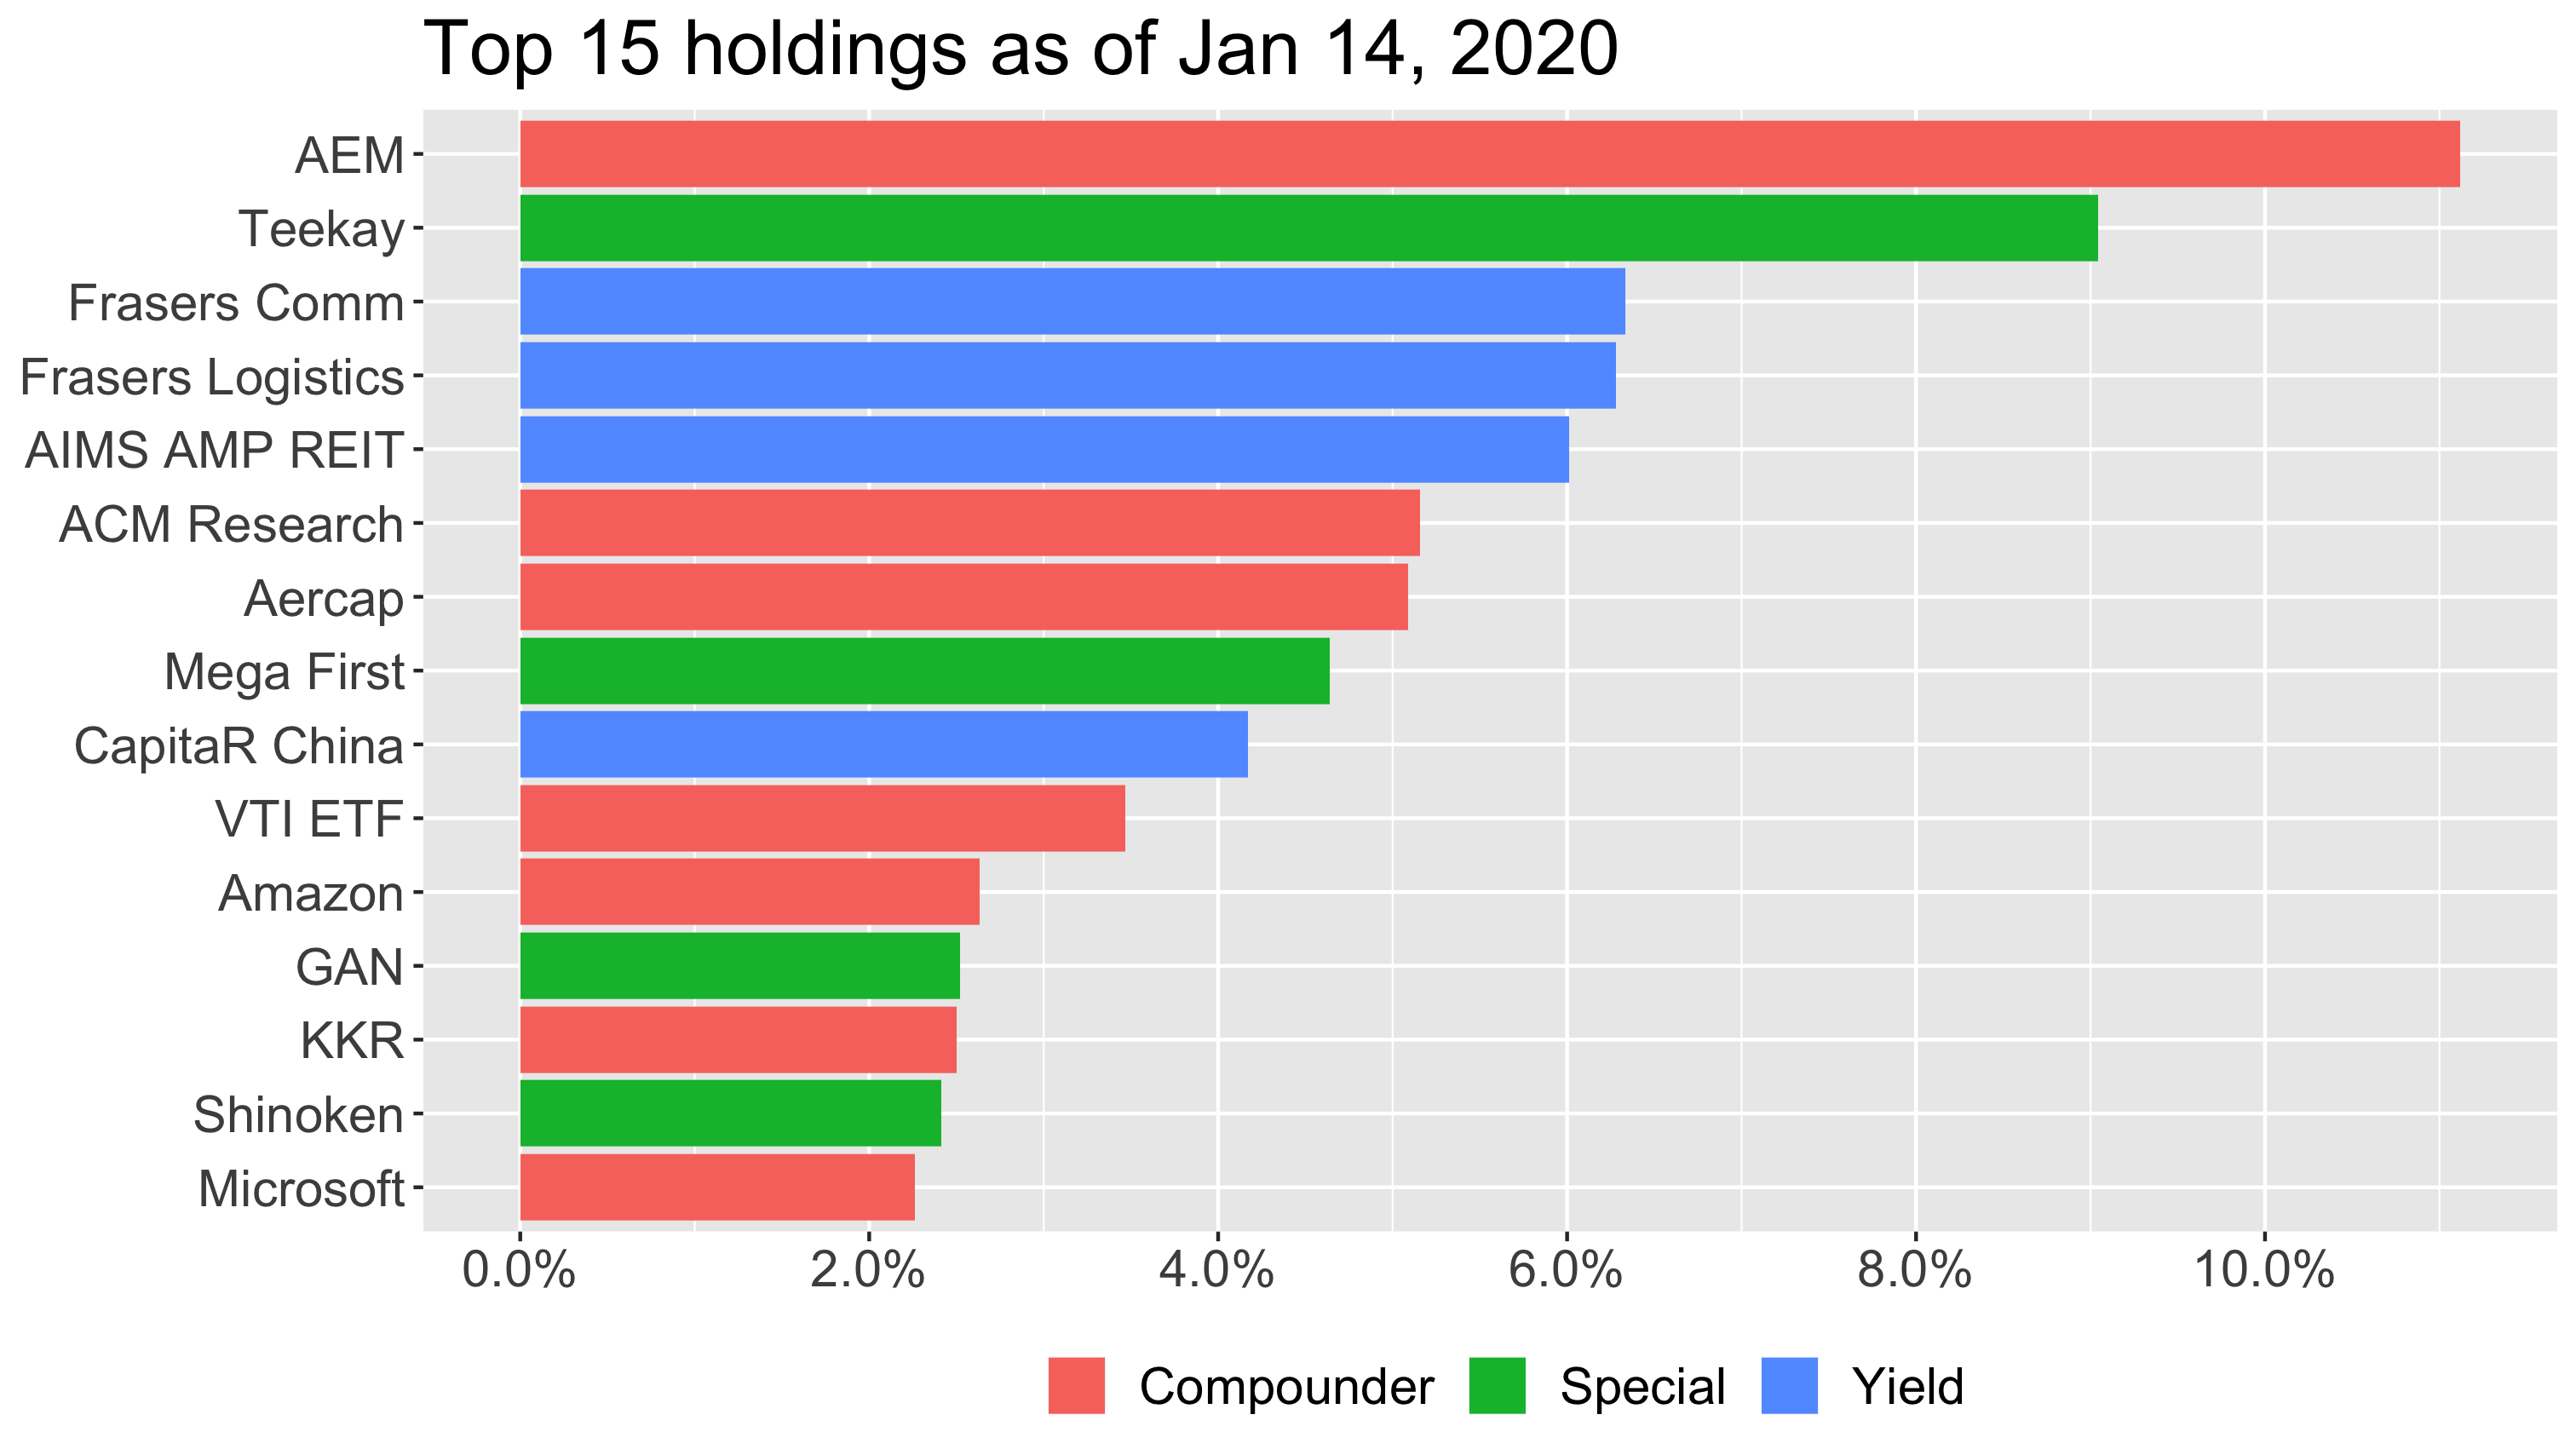 Top 15 holdings as of Jan 14, 2020
AEM
Teekay
Frasers Comm
Frasers Logistics
AIMS AMP REIT
ACM Research
Aercap
Mega First
CapitaR China
VTI ETF
Amazon
GAN
KKR
Shinoken
Microsoft
0.0% 2.0% 4.0% 6.0% 8.0% 10.0%
Compounder Special Yield